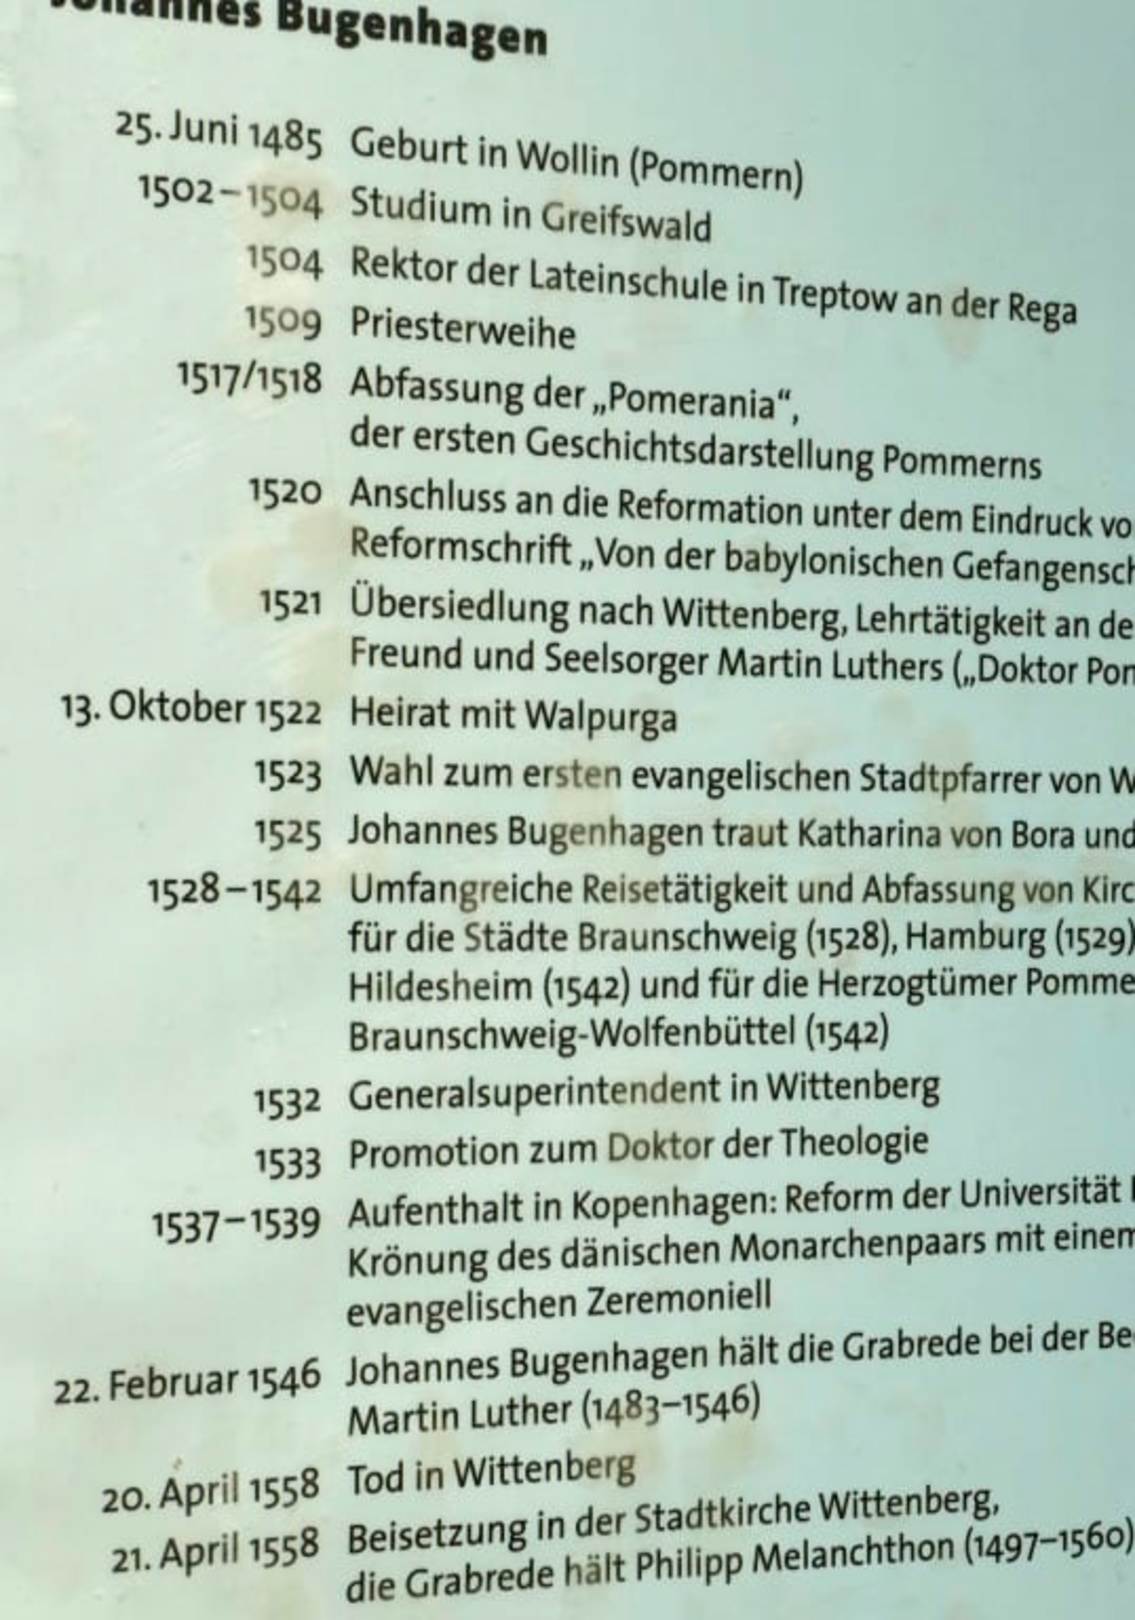 Johannes Bugenhagen
25. Juni 1485 Geburt in Wollin (Pommern)
1502–1504 Studium in Greifswald
1504 Rektor der Lateinschule in Treptow an der Rega
1509 Priesterweihe
1517/1518 Abfassung der „Pomerania“,
der ersten Geschichtsdarstellung Pommerns
1520 Anschluss an die Reformation unter dem Eindruck
Reformschrift „Von der babylonischen
1521 Übersiedlung nach Wittenberg, Lehrtätigkeit an
Freund und Seelsorger Martin Luthers („Doktor
13. Oktober 1522 Heirat mit Walpurga
1523 Wahl zum ersten evangelischen Stadtpfarrer von
1525 Johannes Bugenhagen traut Katharina von Bora und
1528–1542 Umfangreiche Reisetätigkeit und Abfassung von
für die Städte Braunschweig (1528), Hamburg (1529)
Hildesheim (1542) und für die Herzogtümer
Braunschweig-Wolfenbüttel (1542)
1532 Generalsuperintendent in Wittenberg
1533 Promotion zum Doktor der Theologie
1537–1539 Aufenthalt in Kopenhagen: Reform der Universität
Krönung des dänischen Monarchenpaars mit
evangelischen Zeremoniell
22. Februar 1546 Johannes Bugenhagen hält die Grabrede bei der
Martin Luther (1483–1546)
20. April 1558 Tod in Wittenberg
21. April 1558 Beisetzung in der Stadtkirche Wittenberg,
die Grabrede hält Philipp Melanchthon (1497–1560)